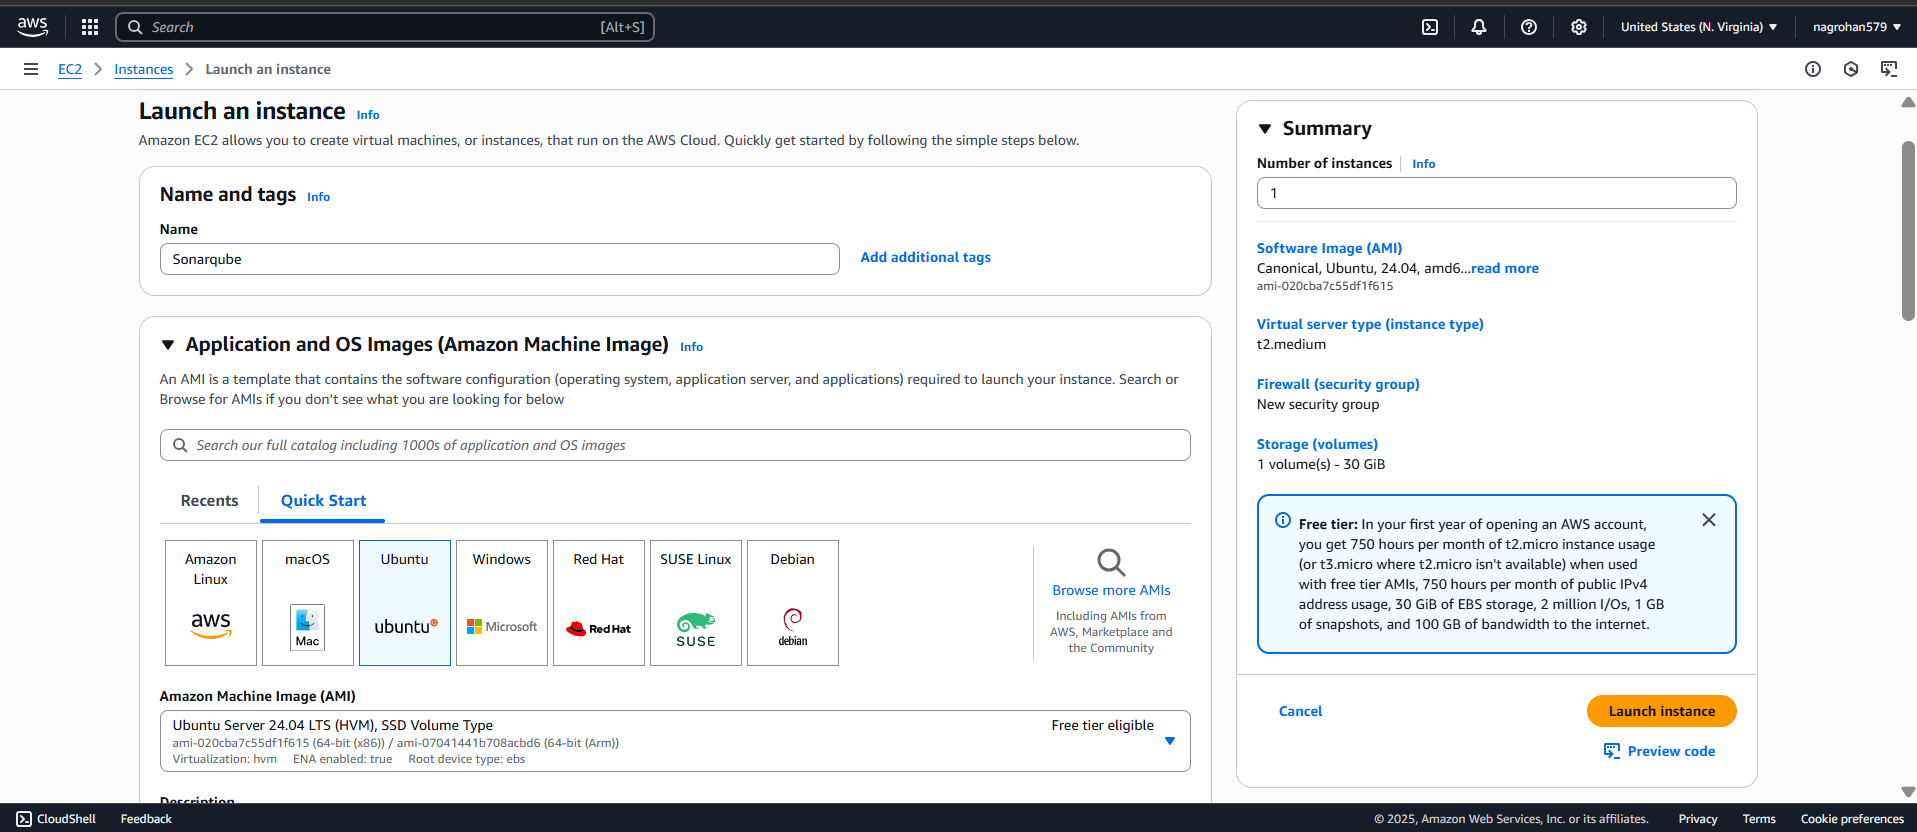 aws
Search
[Alt+S]
United States (N. Virginia)
nagrohan579
EC2
Instances
Launch an instance
Launch an instance
Info
Amazon EC2 allows you to create virtual machines, or instances, that run on the AWS Cloud. Quickly get started by following the simple steps below.
Name and tags
Info
Name
Sonarqube
Add additional tags
Application and OS Images (Amazon Machine Image)
Info
An AMI is a template that contains the software configuration (operating system, application server, and applications) required to launch your instance. Search or
Browse for AMIs if you don’t see what you are looking for below
Search our full catalog including 1000s of application and OS images
Recents
Quick Start
Amazon
Linux
aws
macOS
Mac
Ubuntu
ubuntu
Windows
Microsoft
Red Hat
Red Hat
SUSE Linux
SUSE
Debian
debian
Browse more AMIs
Including AMIs from
AWS, Marketplace and
the Community
Amazon Machine Image (AMI)
Ubuntu Server 24.04 LTS (HVM), SSD Volume Type
Free tier eligible
ami-020cba7c55df1f615 (64-bit (x86)) / ami-07041441b708acbd6 (64-bit (Arm))
Virtualization: hvm ENA enabled: true Root device type: ebs
Description
Summary
Number of instances
Info
1
Software Image (AMI)
Canonical, Ubuntu, 24.04, amd6...read more
ami-020cba7c55df1f615
Virtual server type (instance type)
t2.medium
Firewall (security group)
New security group
Storage (volumes)
1 volume(s) - 30 GiB
Free tier: In your first year of opening an AWS account,
you get 750 hours per month of t2.micro instance usage
(or t3.micro where t2.micro isn't available) when used
with free tier AMIs, 750 hours per month of public IPv4
address usage, 30 GiB of EBS storage, 2 million I/Os, 1 GB
of snapshots, and 100 GB of bandwidth to the internet.
Cancel
Launch instance
Preview code
CloudShell
Feedback
© 2025, Amazon Web Services, Inc. or its affiliates.
Privacy
Terms
Cookie preferences